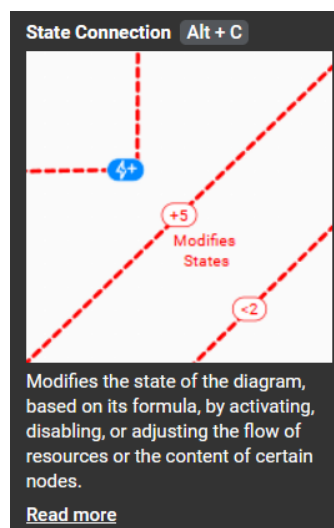 State Connection Alt + C
+5
Modifies
States
<2
Modifies the state of the diagram,
based on its formula, by activating,
disabling, or adjusting the flow of
resources or the content of certain
nodes.
Read more